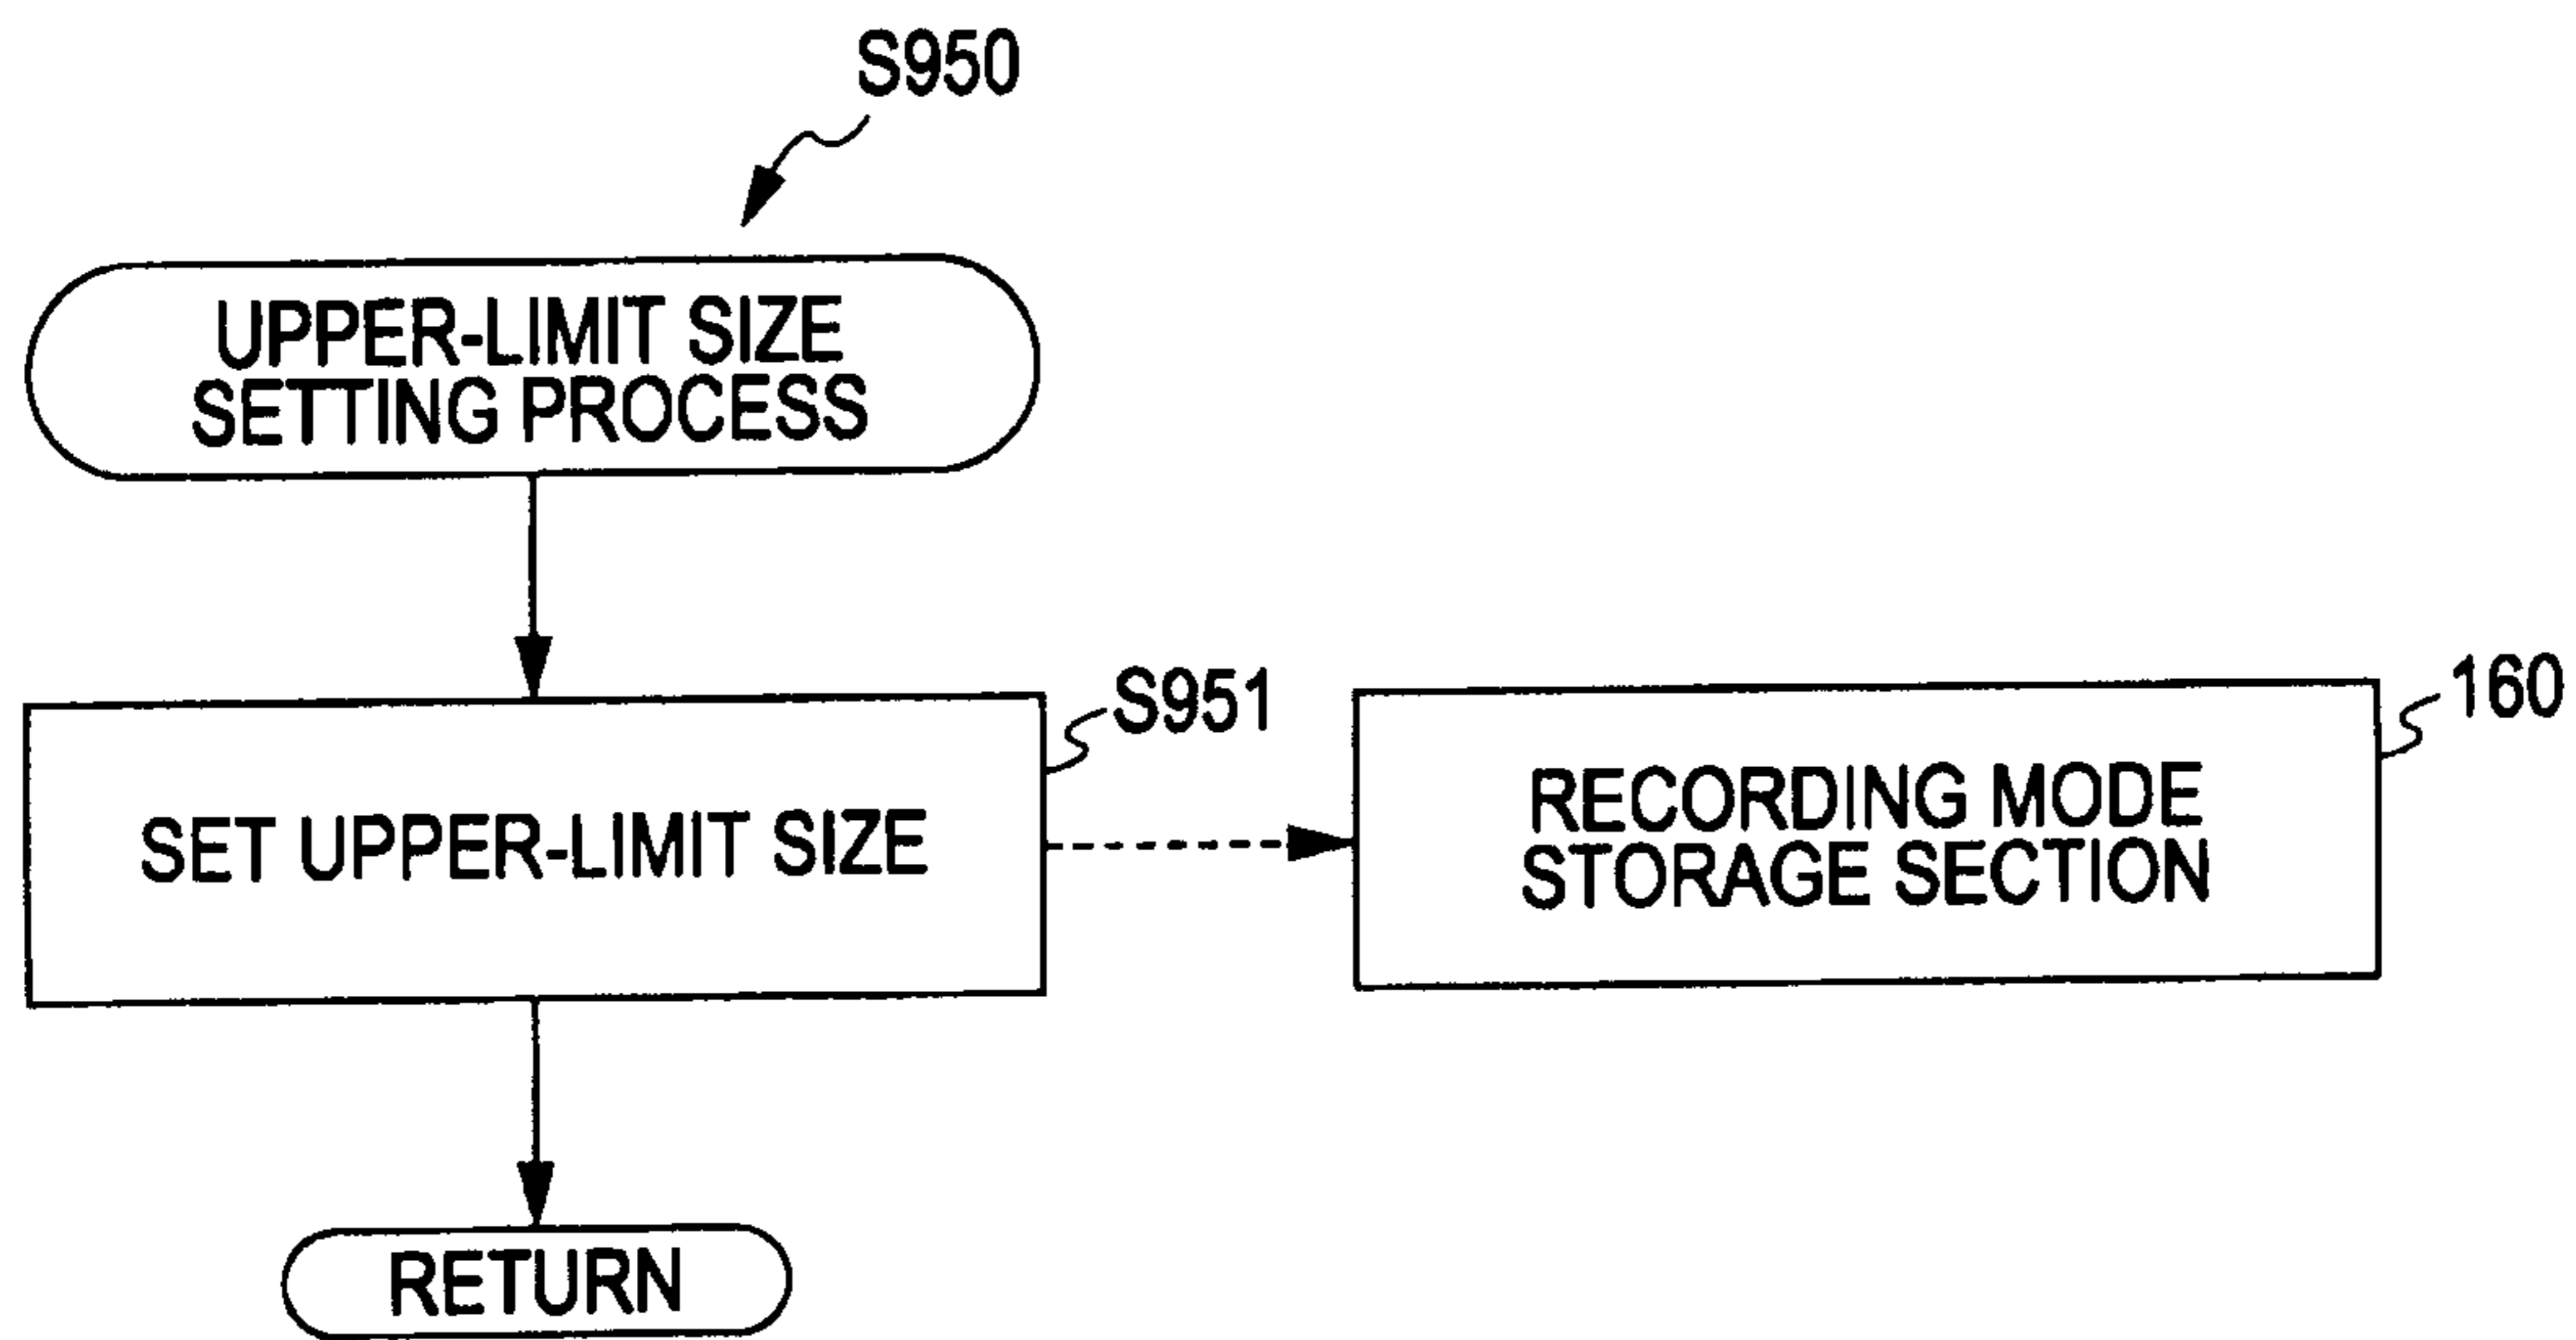 S950
UPPER-LIMIT SIZE
SETTING PROCESS
S951
SET UPPER-LIMIT SIZE
160
RECORDING MODE
STORAGE SECTION
RETURN